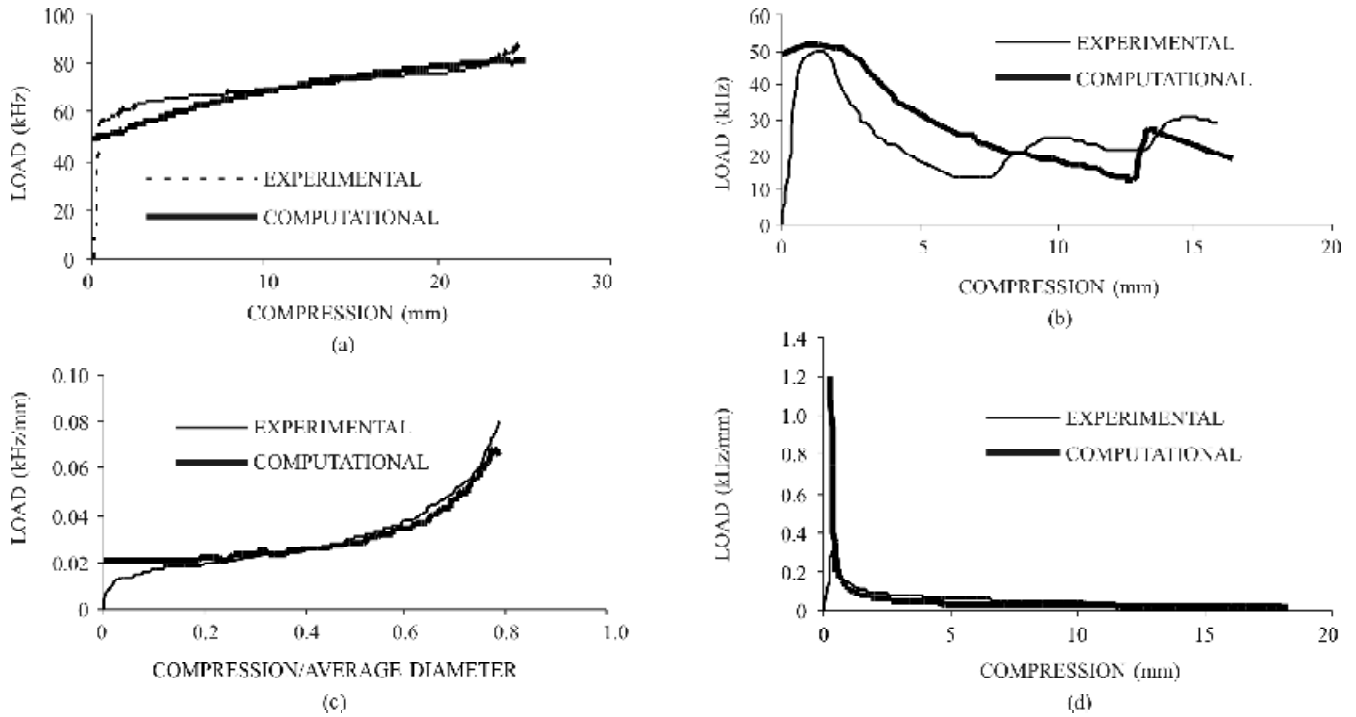 100
80
60
40
20
0
LOAD (kHz)
EXPERIMENTAL
COMPUTATIONAL
0
10
20
30
COMPRESSION (mm)
(a)
60
50
40
30
20
10
0
LOAD (kHz)
EXPERIMENTAL
COMPUTATIONAL
0
5
10
15
20
COMPRESSION (mm)
(b)
0.10
0.08
0.06
0.04
0.02
0
LOAD (kHz/mm)
EXPERIMENTAL
COMPUTATIONAL
0
0.2
0.4
0.6
0.8
1.0
COMPRESSION/AVERAGE DIAMETER
(c)
1.4
1.2
1.0
0.8
0.6
0.4
0.2
0
LOAD (kHz/mm)
EXPERIMENTAL
COMPUTATIONAL
0
5
10
15
20
COMPRESSION (mm)
(d)